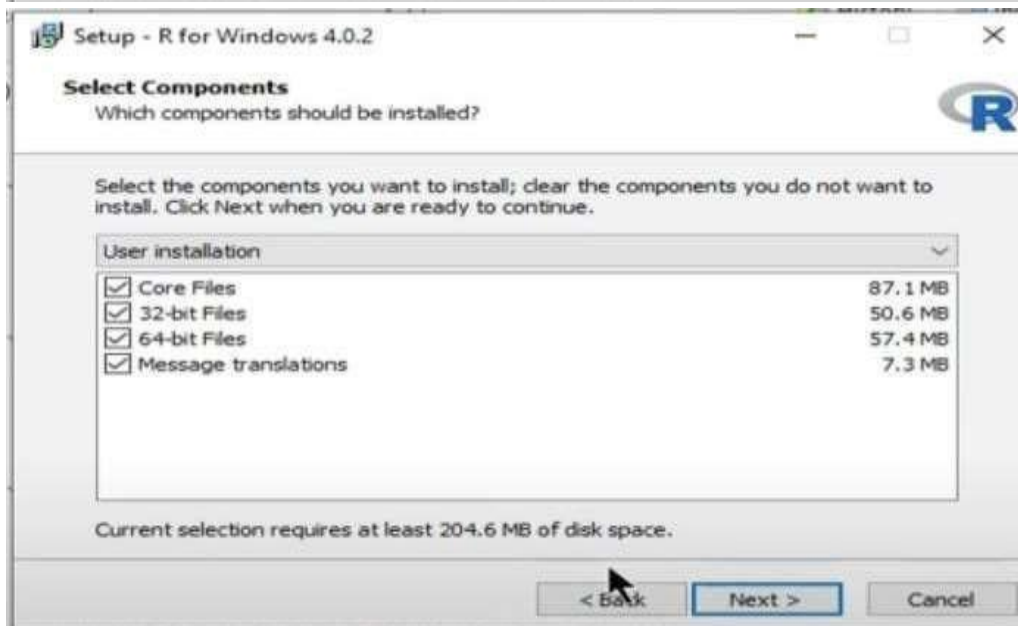 Setup - R for Windows 4.0.2
Select Components
Which components should be installed?
R
Select the components you want to install; clear the components you do not want to
install. Click Next when you are ready to continue.
User installation
Core Files 87.1 MB
32-bit Files 50.6 MB
64-bit Files 57.4 MB
Message translations 7.3 MB
Current selection requires at least 204.6 MB of disk space.
< Back Next > Cancel